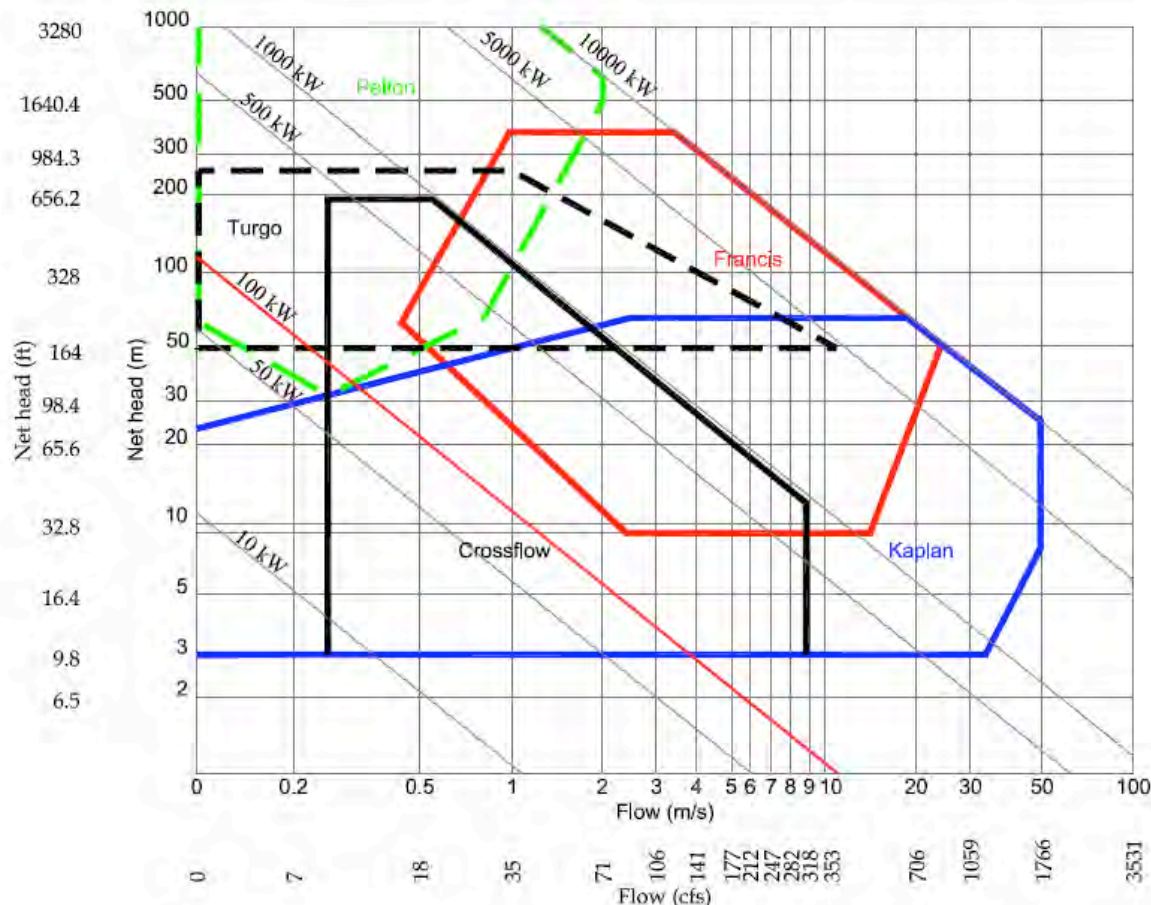 3280
1640.4
984.3
656.2
328
164
98.4
65.6
32.8
16.4
9.8
6.5
Net head (ft)
1000
500
300
200
100
50
30
20
10
5
3
2
Net head (m)
1000 kW
500 kW
5000 kW
10000 kW
100 kW
50 kW
10 kW
Pelton
Turgo
Francis
Crossflow
Kaplan
0 0.2 0.5 1 2 3 4 5 6 7 8 9 10 20 30 50 100
Flow (m/s)
0 7 18 35 71 106 141 177 212 247 282 318 353 706 1059 1766 3531
Flow (cfs)